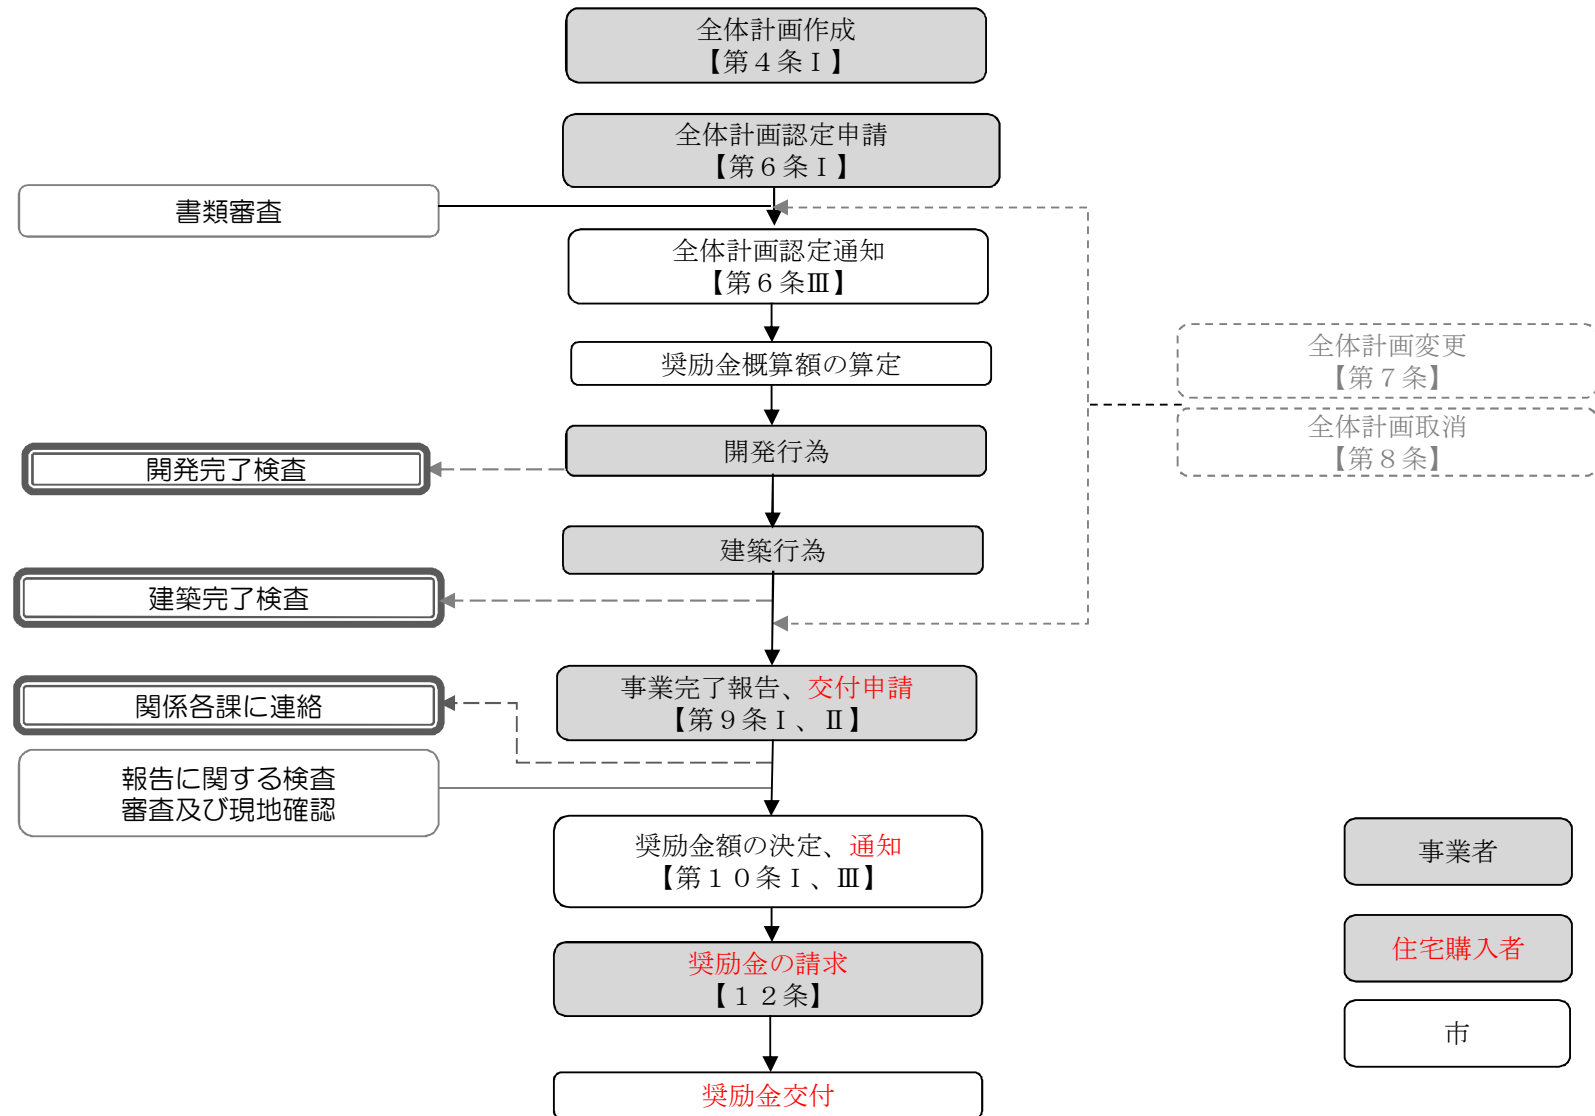 全体計画作成
【第４条Ⅰ】
全体計画認定申請
【第６条Ⅰ】
書類審査
全体計画認定通知
【第６条Ⅲ】
奨励金概算額の算定
全体計画変更
【第７条】
全体計画取消
【第８条】
開発行為
開発完了検査
建築行為
建築完了検査
事業完了報告、交付申請
【第９条Ⅰ、Ⅱ】
関係各課に連絡
報告に関する検査
審査及び現地確認
奨励金額の決定、通知
【第１０条Ⅰ、Ⅲ】
奨励金の請求
【１２条】
奨励金交付
事業者
住宅購入者
市